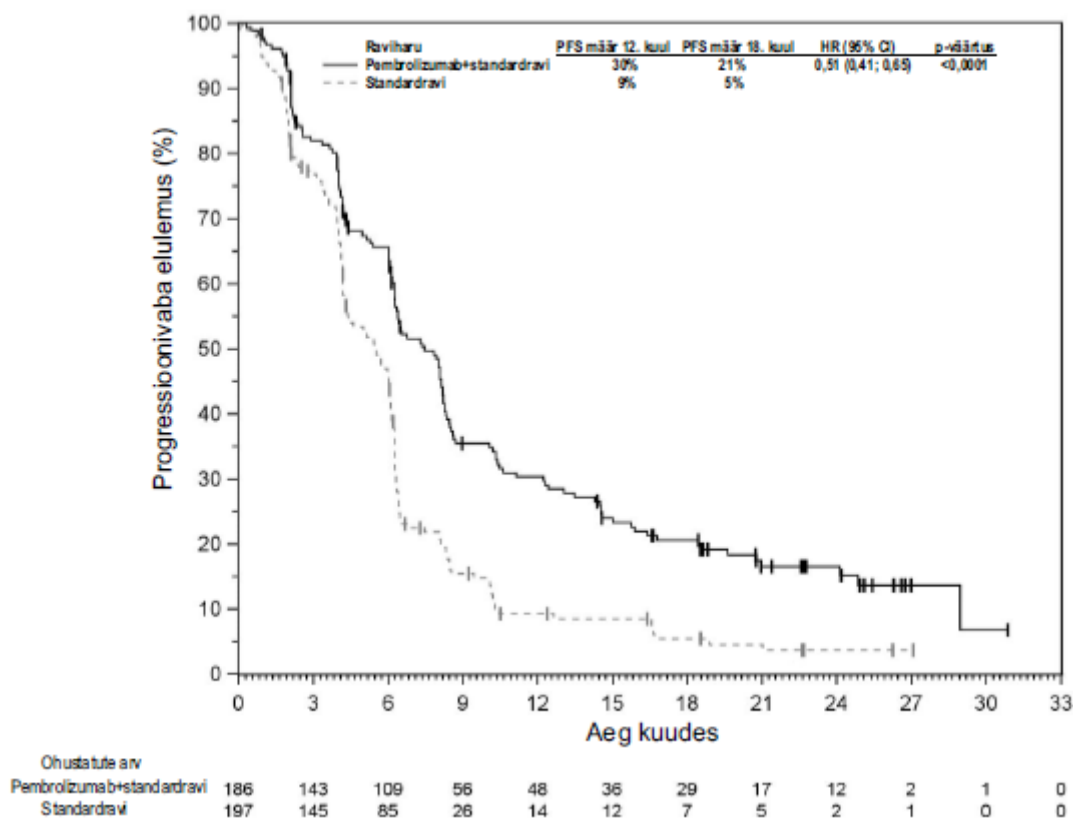 Raviharu PFS määr 12. kuul PFS määr 18. kuul HR (95% CI) p-väärtus
Pembrolizumab+standardravi 30% 21% 0,51 (0,41; 0,65) <0,0001
Standardravi 9% 5%
Progressioonivaba elulemus (%)
100
90
80
70
60
50
40
30
20
10
0
0 3 6 9 12 15 18 21 24 27 30 33
Aeg kuudes
Ohustatute arv
Pembrolizumab+standardravi 186 143 109 56 48 36 29 17 12 2 1 0
Standardravi 197 145 85 26 14 12 7 5 2 1 0 0